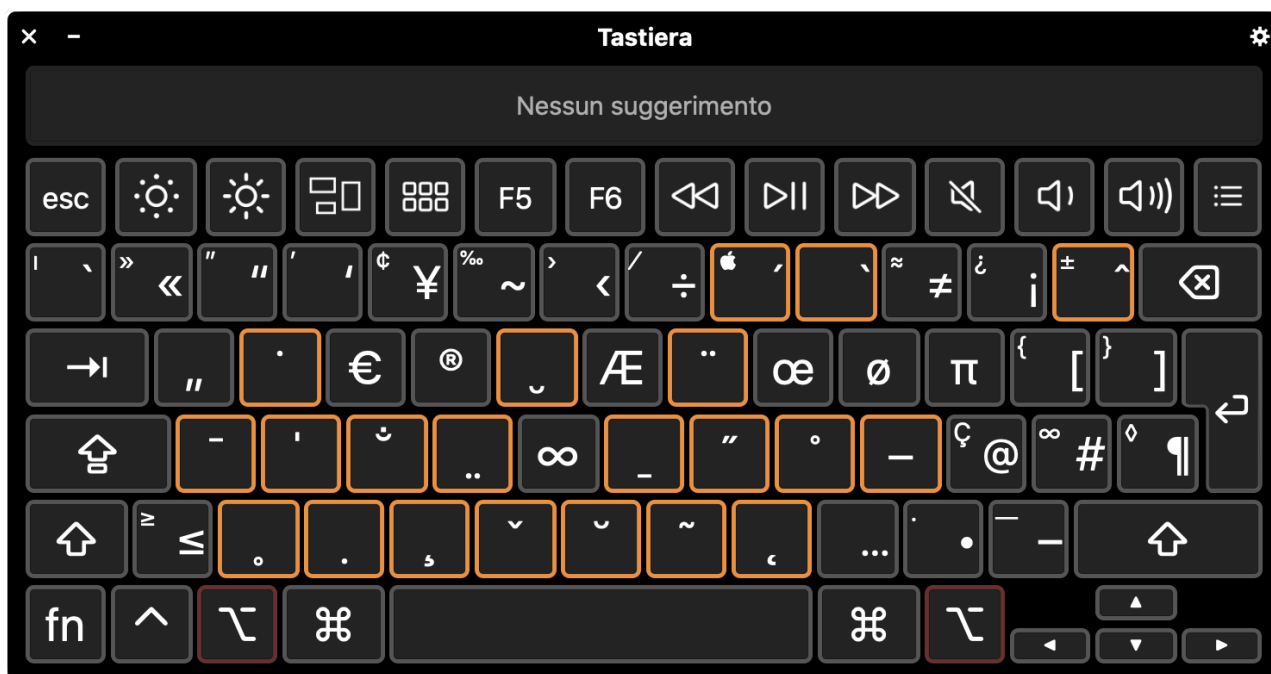 Tastiera
Nessun suggerimento
esc F5 F6
| ` » « " " ' ' ¢ ¥ ‰ ~ › ‹ ⁄ ÷  ´ ` ≈ ≠ ¿ ¡ ± ˆ
„ ˙ € ® ˬ Æ ¨ œ ø π { [ } ]
¯ ˈ ¨ ∞ ˍ ˝ ° – Ç @ ∞ # ◊ ¶
≥ ≤ ˳ . ¸ ˇ ˘ ˜ ˛ … · • — –
fn ^ ⌥ ⌘ ⌘ ⌥